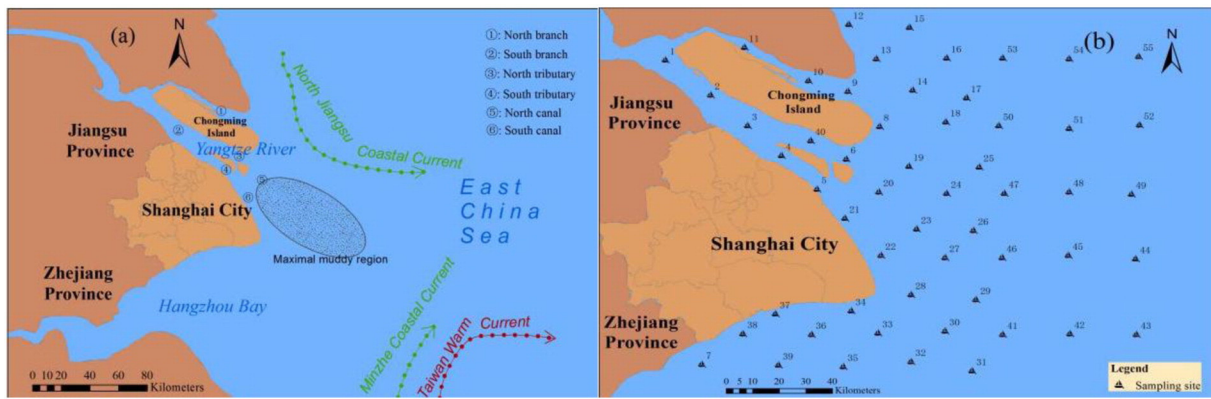 (a)
N
①: North branch
②: South branch
③: North tributary
④: South tributary
⑤: North canal
⑥: South canal
North Jiangsu
Coastal Current
①
Chongming
Island
②
Jiangsu
Province
Yangtze River
③
④
⑤
⑥
Shanghai City
East
China
Sea
Maximal muddy region
Zhejiang
Province
Hangzhou Bay
Minzhe Coastal Current
Taiwan Warm
Current
0 10 20 40 60 80
Kilometers
(b)
N
12
15
11
1
13
16
53
54
55
10
9
14
17
2
Chongming
Island
Jiangsu
Province
3
8
18
50
51
52
40
4
6
19
25
5
20
24
47
48
49
21
23
26
Shanghai City
22
27
46
45
44
28
29
37
34
Zhejiang
Province
38
36
33
30
41
42
43
7
39
35
32
31
0 5 10 20 30 40
Kilometers
Legend
Sampling site